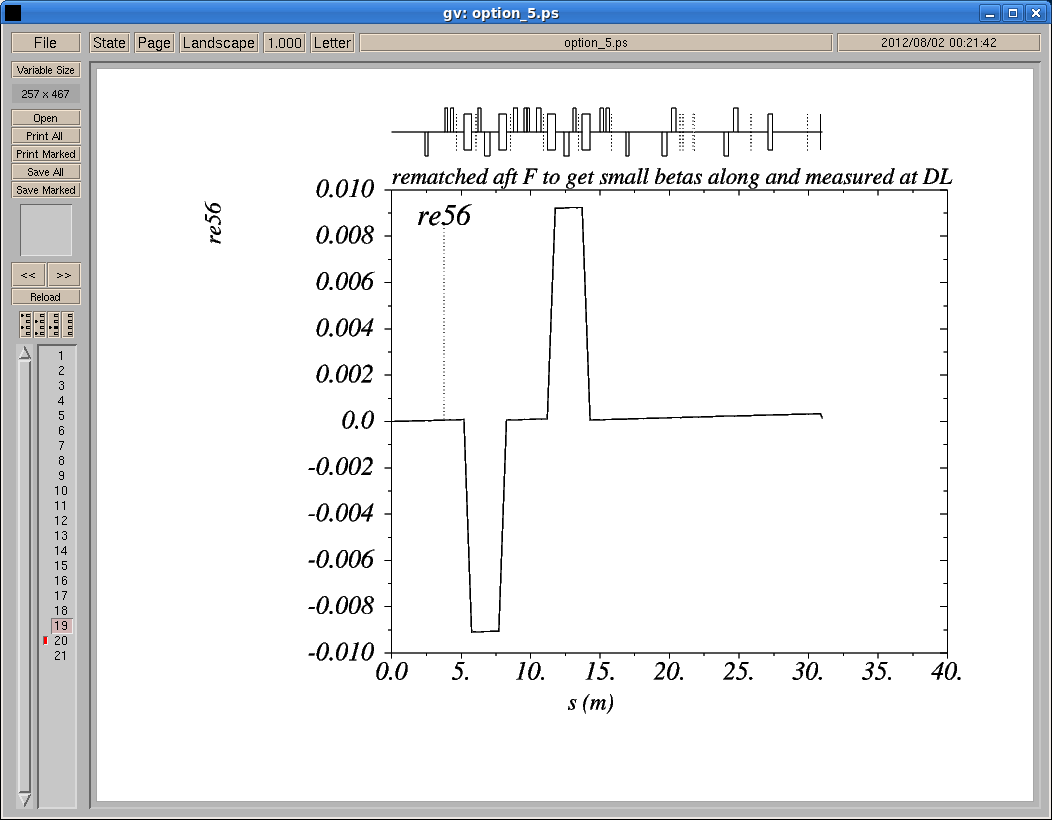 gv: option_5.ps
File State Page Landscape 1.000 Letter option_5.ps 2012/08/02 00:21:42
Variable Size
257 x 467
Open
Print All
Print Marked
Save All
Save Marked
<< >>
Reload
1
2
3
4
5
6
7
8
9
10
11
12
13
14
15
16
17
18
19
20
21
rematched aft F to get small betas along and measured at DL
re56
re56
0.010
0.008
0.006
0.004
0.002
0.0
-0.002
-0.004
-0.006
-0.008
-0.010
0.0 5. 10. 15. 20. 25. 30. 35. 40.
s (m)